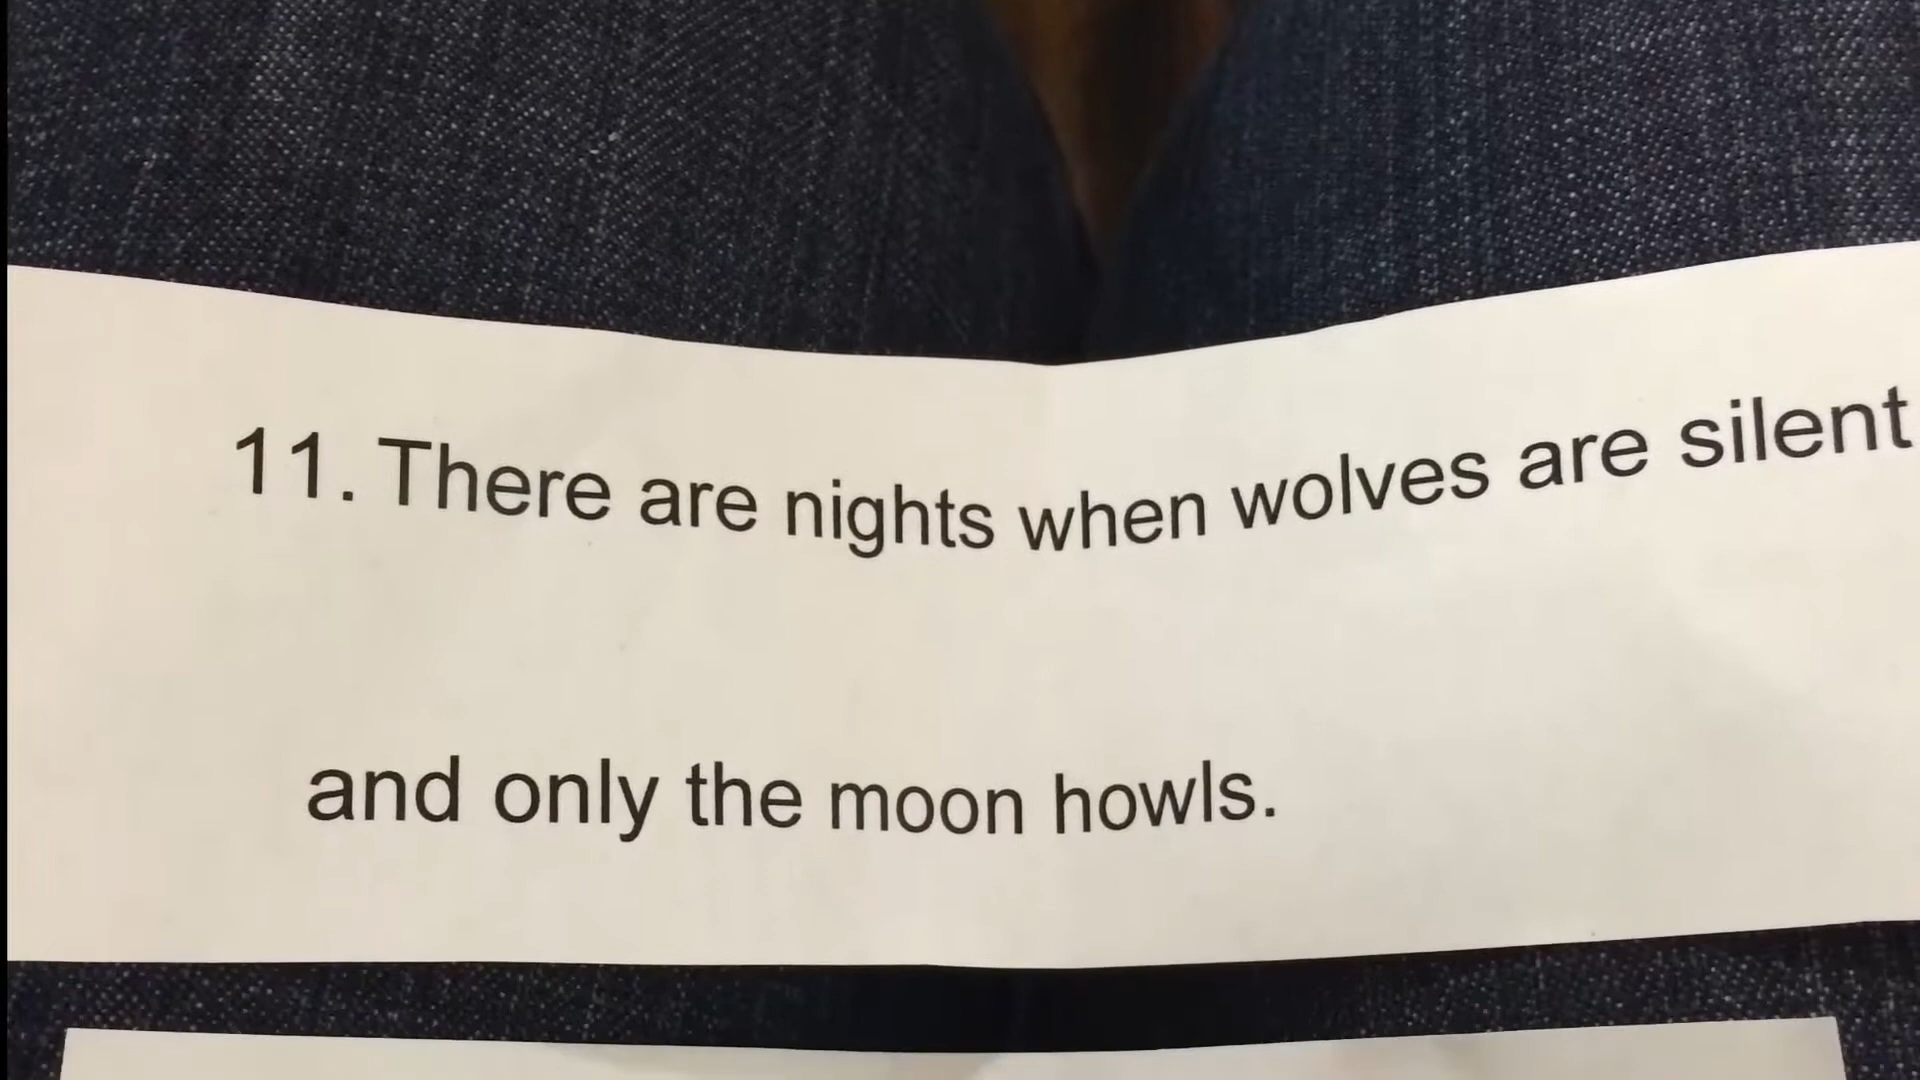 11. There are nights when wolves are silent
and only the moon howls.